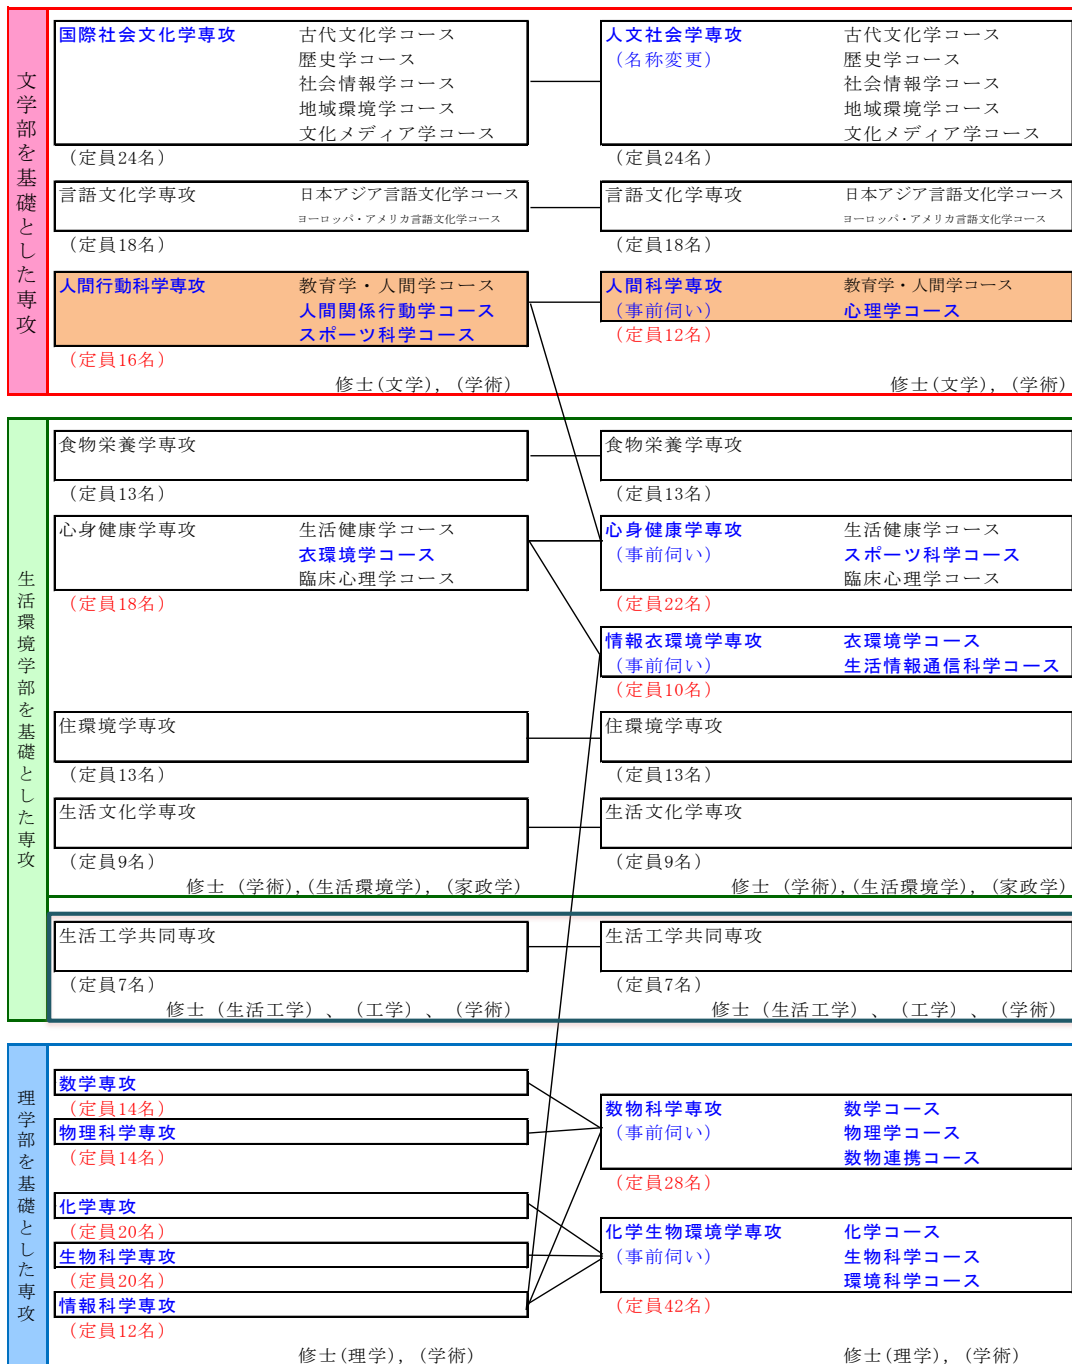 文学部を基礎とした専攻
国際社会文化学専攻 古代文化学コース
歴史学コース
社会情報学コース
地域環境学コース
文化メディア学コース
（定員24名）
人文社会学専攻 古代文化学コース
（名称変更） 歴史学コース
社会情報学コース
地域環境学コース
文化メディア学コース
（定員24名）
言語文化学専攻 日本アジア言語文化学コース
ヨーロッパ・アメリカ言語文化学コース
（定員18名）
言語文化学専攻 日本アジア言語文化学コース
ヨーロッパ・アメリカ言語文化学コース
（定員18名）
人間行動科学専攻 教育学・人間学コース
人間関係行動学コース
スポーツ科学コース
（定員16名）
人間科学専攻 教育学・人間学コース
（事前伺い） 心理学コース
（定員12名）
修士(文学)，（学術）
修士(文学)，（学術）
生活環境学部を基礎とした専攻
食物栄養学専攻
（定員13名）
食物栄養学専攻
（定員13名）
心身健康学専攻 生活健康学コース
衣環境学コース
臨床心理学コース
（定員18名）
心身健康学専攻 生活健康学コース
（事前伺い） スポーツ科学コース
臨床心理学コース
（定員22名）
情報衣環境学専攻 衣環境学コース
（事前伺い） 生活情報通信科学コース
（定員10名）
住環境学専攻
（定員13名）
住環境学専攻
（定員13名）
生活文化学専攻
（定員9名）
生活文化学専攻
（定員9名）
修士（学術），（生活環境学），（家政学）
修士（学術），（生活環境学），（家政学）
生活工学共同専攻
（定員7名）
生活工学共同専攻
（定員7名）
修士（生活工学）、（工学）、（学術）
修士（生活工学）、（工学）、（学術）
理学部を基礎とした専攻
数学専攻
（定員14名）
物理科学専攻
（定員14名）
数物科学専攻 数学コース
（事前伺い） 物理学コース
数物連携コース
（定員28名）
化学専攻
（定員20名）
生物科学専攻
（定員20名）
情報科学専攻
（定員12名）
化学生物環境学専攻 化学コース
（事前伺い） 生物科学コース
環境科学コース
（定員42名）
修士(理学)，（学術）
修士(理学)，（学術）